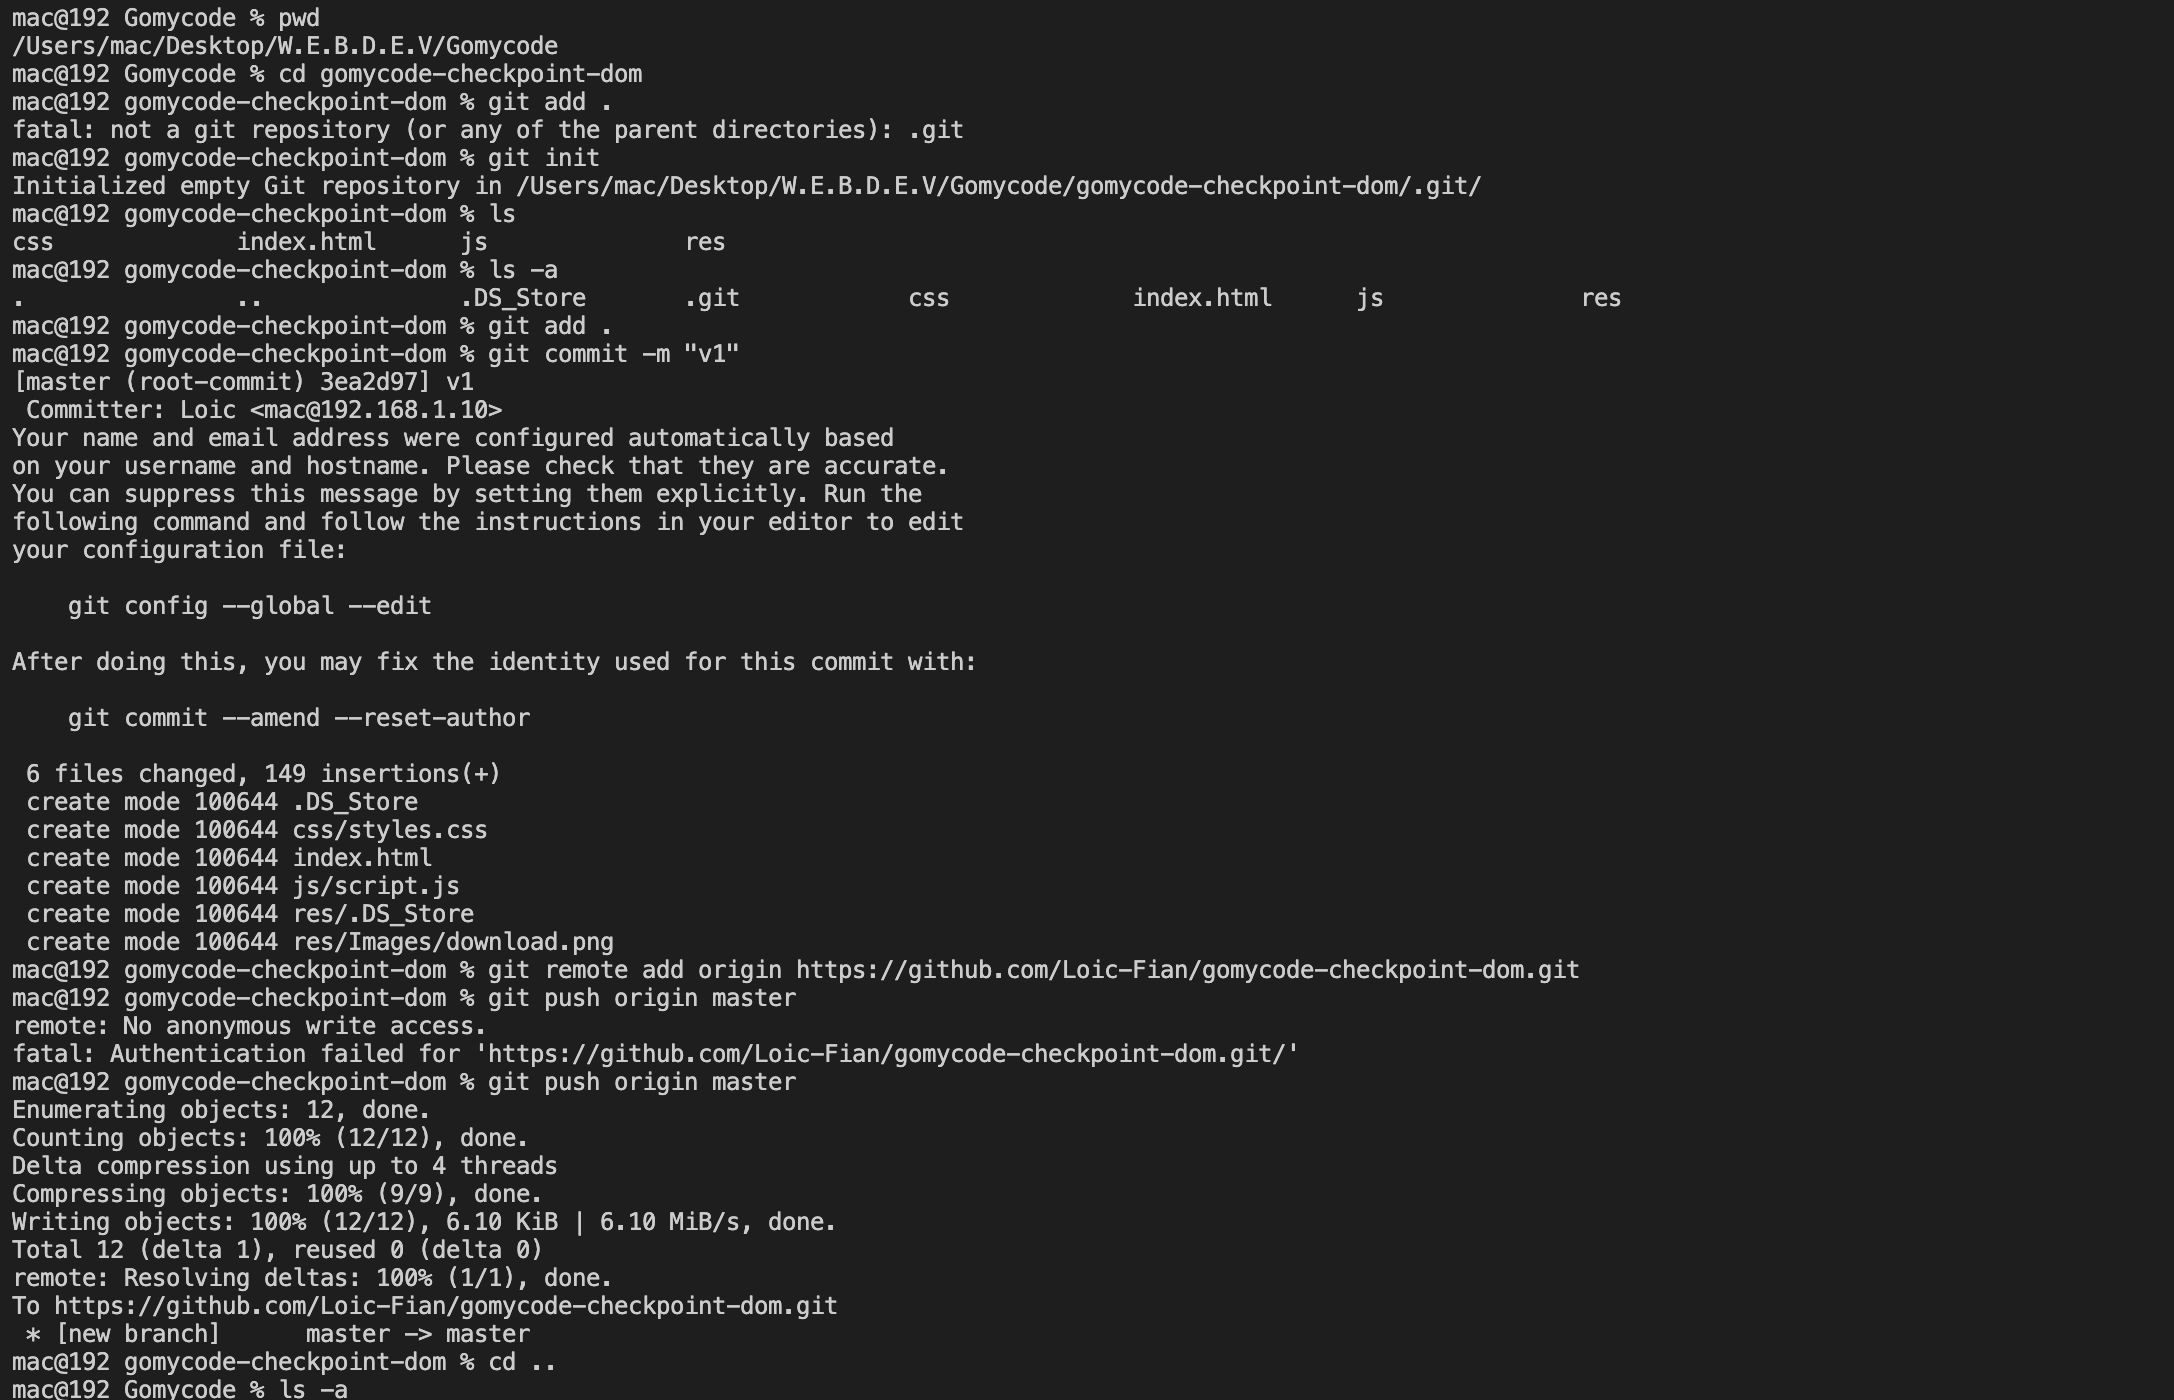 mac@192 Gomycode % pwd
/Users/mac/Desktop/W.E.B.D.E.V/Gomycode
mac@192 Gomycode % cd gomycode-checkpoint-dom
mac@192 gomycode-checkpoint-dom % git add .
fatal: not a git repository (or any of the parent directories): .git
mac@192 gomycode-checkpoint-dom % git init
Initialized empty Git repository in /Users/mac/Desktop/W.E.B.D.E.V/Gomycode/gomycode-checkpoint-dom/.git/
mac@192 gomycode-checkpoint-dom % ls
css             index.html      js              res
mac@192 gomycode-checkpoint-dom % ls -a
.               ..              .DS_Store       .git            css             index.html      js              res
mac@192 gomycode-checkpoint-dom % git add .
mac@192 gomycode-checkpoint-dom % git commit -m "v1"
[master (root-commit) 3ea2d97] v1
 Committer: Loic <mac@192.168.1.10>
Your name and email address were configured automatically based
on your username and hostname. Please check that they are accurate.
You can suppress this message by setting them explicitly. Run the
following command and follow the instructions in your editor to edit
your configuration file:

    git config --global --edit

After doing this, you may fix the identity used for this commit with:

    git commit --amend --reset-author

 6 files changed, 149 insertions(+)
 create mode 100644 .DS_Store
 create mode 100644 css/styles.css
 create mode 100644 index.html
 create mode 100644 js/script.js
 create mode 100644 res/.DS_Store
 create mode 100644 res/Images/download.png
mac@192 gomycode-checkpoint-dom % git remote add origin https://github.com/Loic-Fian/gomycode-checkpoint-dom.git
mac@192 gomycode-checkpoint-dom % git push origin master
remote: No anonymous write access.
fatal: Authentication failed for 'https://github.com/Loic-Fian/gomycode-checkpoint-dom.git/'
mac@192 gomycode-checkpoint-dom % git push origin master
Enumerating objects: 12, done.
Counting objects: 100% (12/12), done.
Delta compression using up to 4 threads
Compressing objects: 100% (9/9), done.
Writing objects: 100% (12/12), 6.10 KiB | 6.10 MiB/s, done.
Total 12 (delta 1), reused 0 (delta 0)
remote: Resolving deltas: 100% (1/1), done.
To https://github.com/Loic-Fian/gomycode-checkpoint-dom.git
 * [new branch]      master -> master
mac@192 gomycode-checkpoint-dom % cd ..
mac@192 Gomycode % ls -a